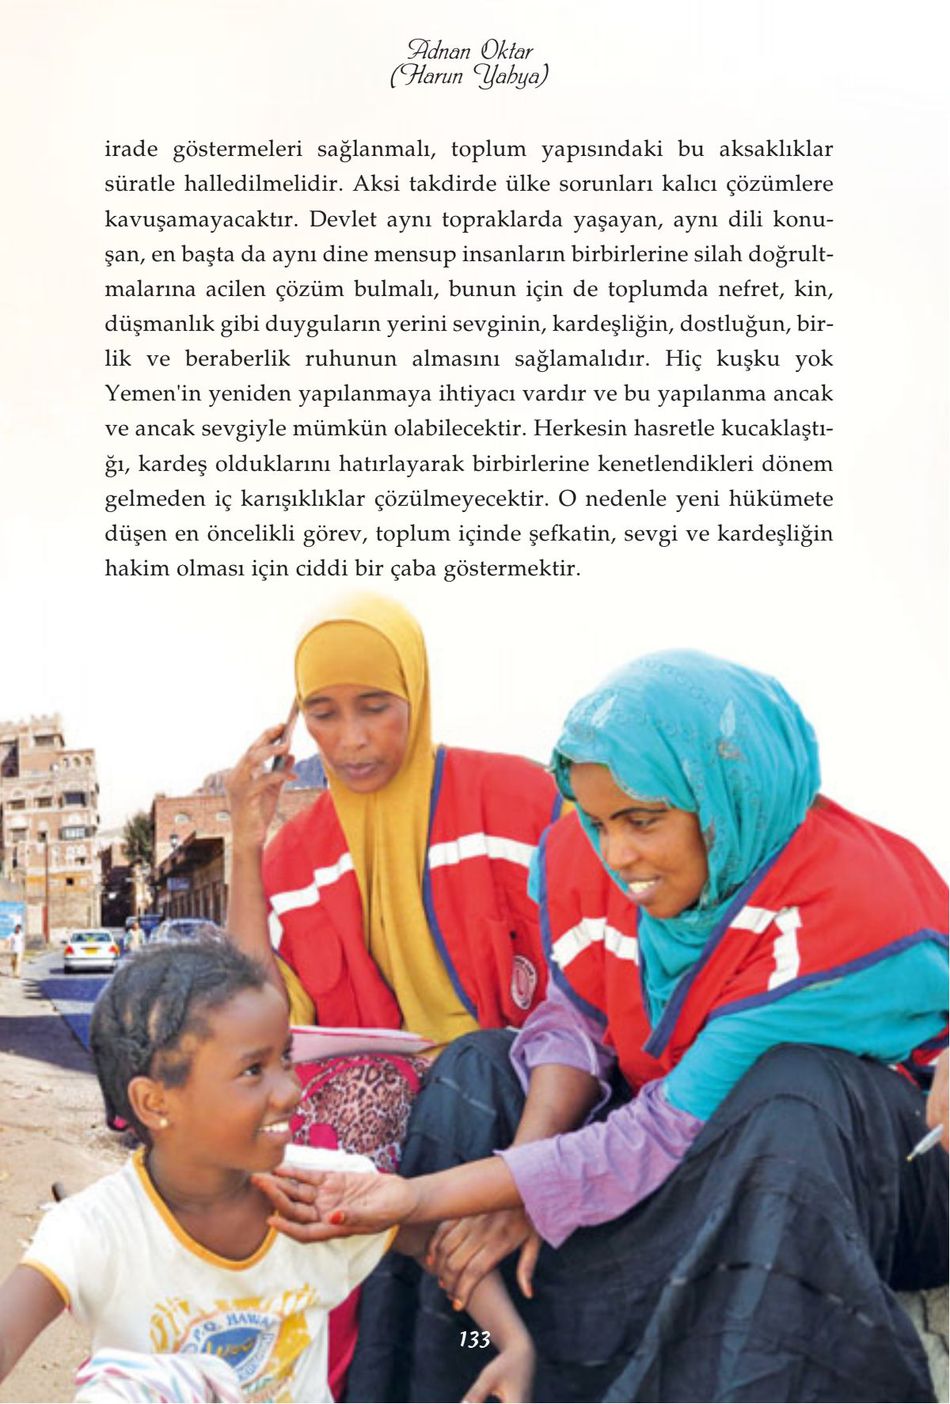 Adnan Oktar
(Harun Yahya)
irade göstermeleri sağlanmalı, toplum yapısındaki bu aksaklıklar
süratle halledilmelidir. Aksi takdirde ülke sorunları kalıcı çözümlere
kavuşamayacaktır. Devlet aynı topraklarda yaşayan, aynı dili konu-
şan, en başta da aynı dine mensup insanların birbirlerine silah doğrult-
malarına acilen çözüm bulmalı, bunun için de toplumda nefret, kin,
düşmanlık gibi duyguların yerini sevginin, kardeşliğin, dostluğun, bir-
lik ve beraberlik ruhunun almasını sağlamalıdır. Hiç kuşku yok
Yemen'in yeniden yapılanmaya ihtiyacı vardır ve bu yapılanma ancak
ve ancak sevgiyle mümkün olabilecektir. Herkesin hasretle kucaklaştı-
ğı, kardeş olduklarını hatırlayarak birbirlerine kenetlendikleri dönem
gelmeden iç karışıklıklar çözülmeyecektir. O nedenle yeni hükümete
düşen en öncelikli görev, toplum içinde şefkatin, sevgi ve kardeşliğin
hakim olması için ciddi bir çaba göstermektir.
133